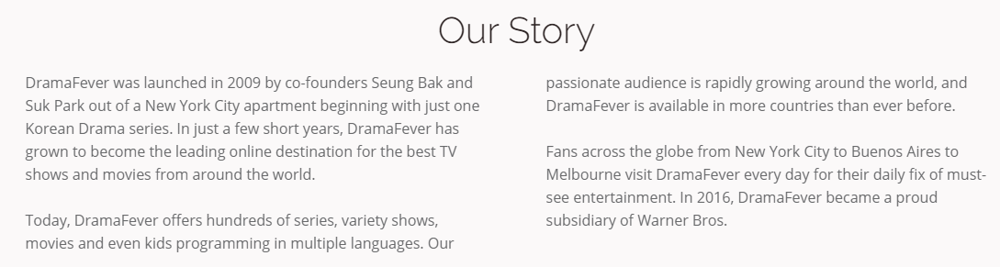 Our Story
DramaFever was launched in 2009 by co-founders Seung Bak and
Suk Park out of a New York City apartment beginning with just one
Korean Drama series. In just a few short years, DramaFever has
grown to become the leading online destination for the best TV
shows and movies from around the world.
Today, DramaFever offers hundreds of series, variety shows,
movies and even kids programming in multiple languages. Our
passionate audience is rapidly growing around the world, and
DramaFever is available in more countries than ever before.
Fans across the globe from New York City to Buenos Aires to
Melbourne visit DramaFever every day for their daily fix of must-
see entertainment. In 2016, DramaFever became a proud
subsidiary of Warner Bros.